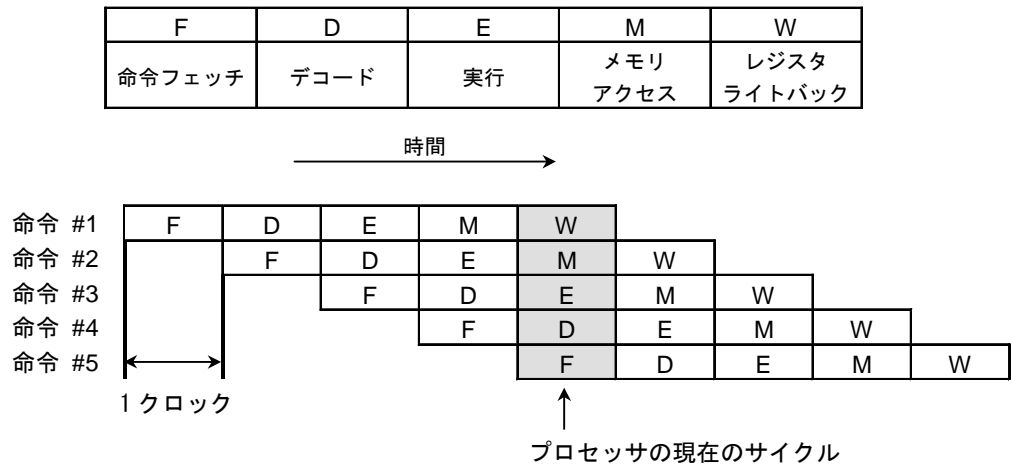 F D E M W
命令フェッチ デコード 実行 メモリ アクセス レジスタ ライトバック
時間
命令 #1 F D E M W
命令 #2 F D E M W
命令 #3 F D E M W
命令 #4 F D E M W
命令 #5 F D E M W
1クロック
プロセッサの現在のサイクル